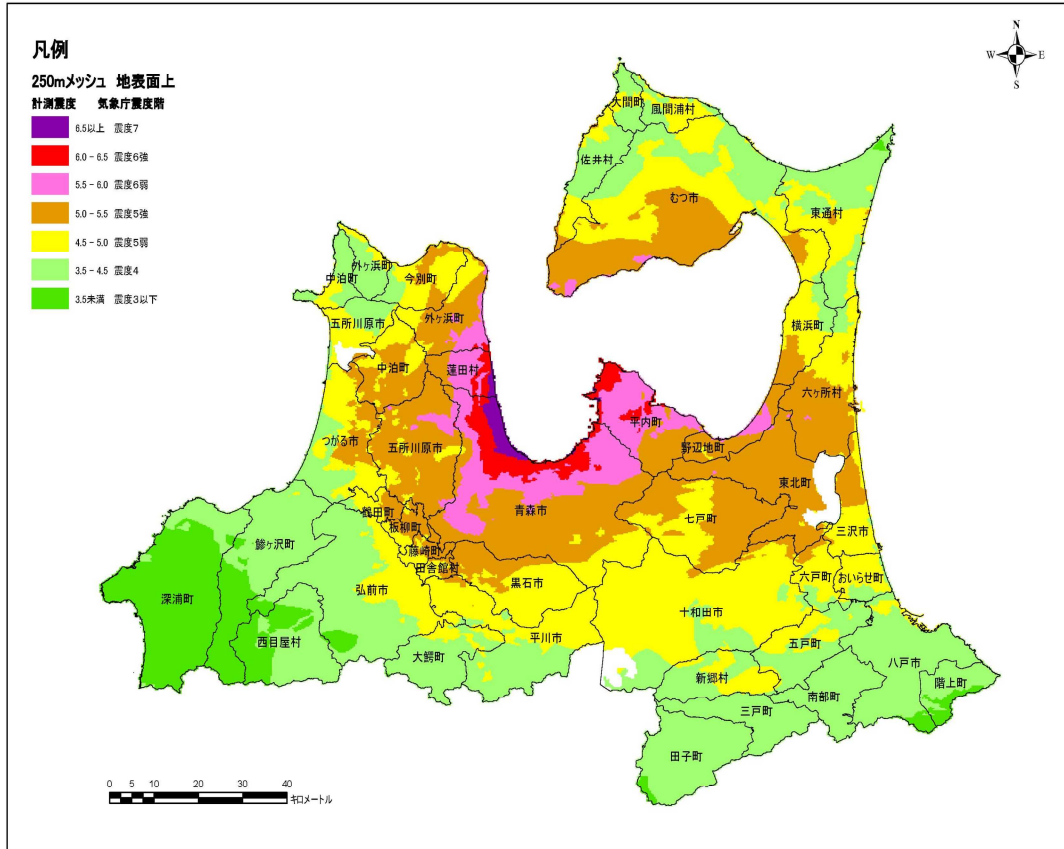 凡例
250mメッシュ 地表面上
計測震度 気象庁震度階
6.5以上 震度7
6.0 - 6.5 震度6強
5.5 - 6.0 震度6弱
5.0 - 5.5 震度5強
4.5 - 5.0 震度5弱
3.5 - 4.5 震度4
3.5未満 震度3以下
N
W E
S
大間町
風間浦村
佐井村
むつ市
東通村
外ヶ浜町
中泊町
今別町
五所川原市
外ヶ浜町
横浜町
中泊町
蓬田村
六ヶ所村
平内町
つがる市
五所川原市
野辺地町
東北町
鶴田町
青森市
七戸町
板柳町
三沢市
鰺ヶ沢町
藤崎町
田舎館村
黒石市
六戸町
おいらせ町
弘前市
深浦町
十和田市
西目屋村
平川市
五戸町
大鰐町
八戸市
新郷村
階上町
南部町
三戸町
田子町
0 5 10 20 30 40
キロメートル